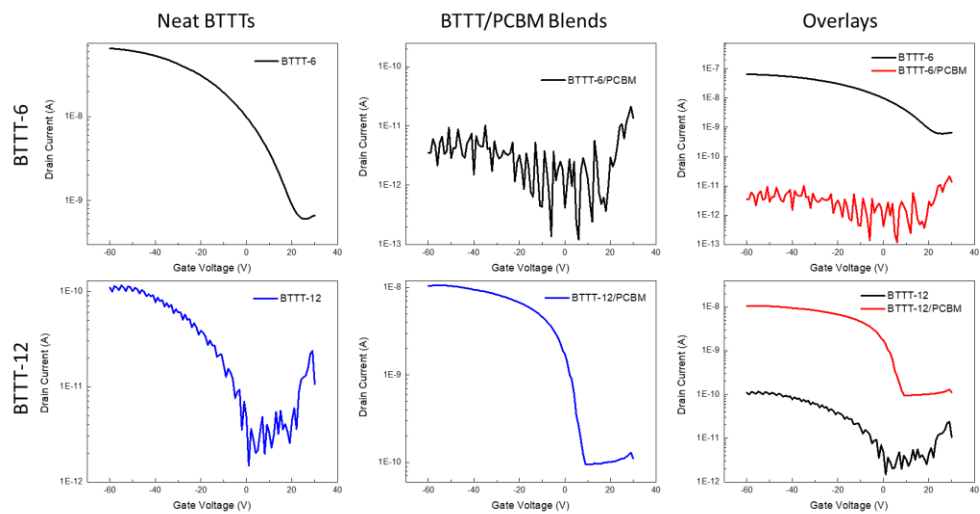 Neat BTTTs
BTTT/PCBM Blends
Overlays
BTTT-6
Drain Current (A)
1E-8
1E-9
BTTT-6
-60 -40 -20 0 20 40
Gate Voltage (V)
Drain Current (A)
1E-10
1E-11
1E-12
1E-13
BTTT-6/PCBM
-60 -40 -20 0 20 40
Gate Voltage (V)
Drain Current (A)
1E-7
1E-8
1E-9
1E-10
1E-11
1E-12
1E-13
BTTT-6
BTTT-6/PCBM
-60 -40 -20 0 20 40
Gate Voltage (V)
BTTT-12
Drain Current (A)
1E-10
1E-11
1E-12
BTTT-12
-60 -40 -20 0 20 40
Gate Voltage (V)
Drain Current (A)
1E-8
1E-9
1E-10
BTTT-12/PCBM
-60 -40 -20 0 20 40
Gate Voltage (V)
Drain Current (A)
1E-8
1E-9
1E-10
1E-11
1E-12
BTTT-12
BTTT-12/PCBM
-60 -40 -20 0 20 40
Gate Voltage (V)